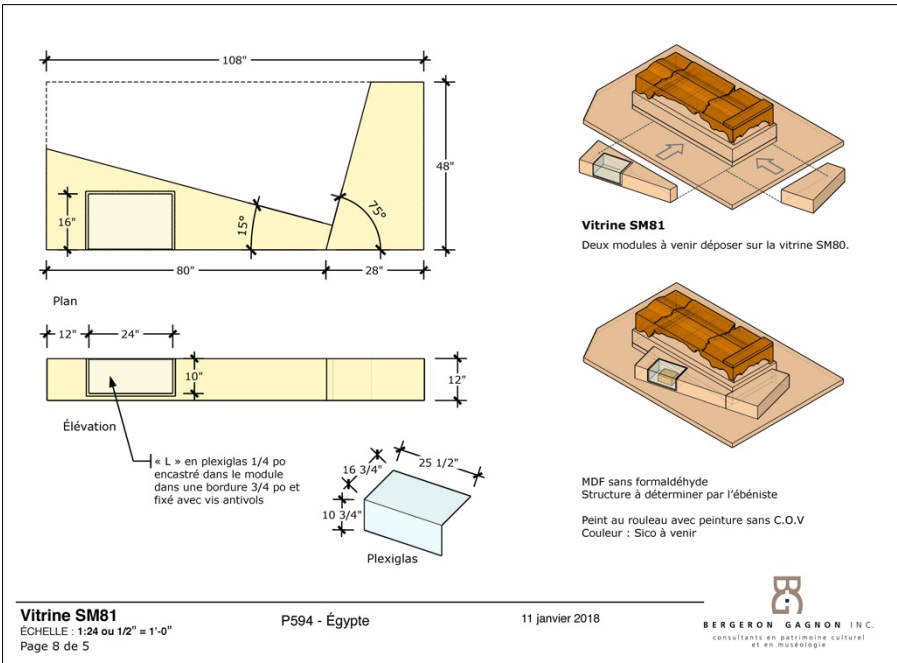 108"
48"
16"
15°
75°
80"
28"
Plan
12"
24"
10"
12"
Élévation
« L » en plexiglas 1/4 po
encastré dans le module
dans une bordure 3/4 po et
fixé avec vis antivols
16 3/4"
25 1/2"
10 3/4"
Plexiglas
Vitrine SM81
Deux modules à venir déposer sur la vitrine SM80.
MDF sans formaldéhyde
Structure à déterminer par l'ébéniste
Peint au rouleau avec peinture sans C.O.V
Couleur : Sico à venir
Vitrine SM81
ÉCHELLE : 1:24 ou 1/2" = 1'-0"
Page 8 de 5
P594 - Égypte
11 janvier 2018
BERGERON GAGNON INC.
consultants en patrimoine culturel
et en muséologie